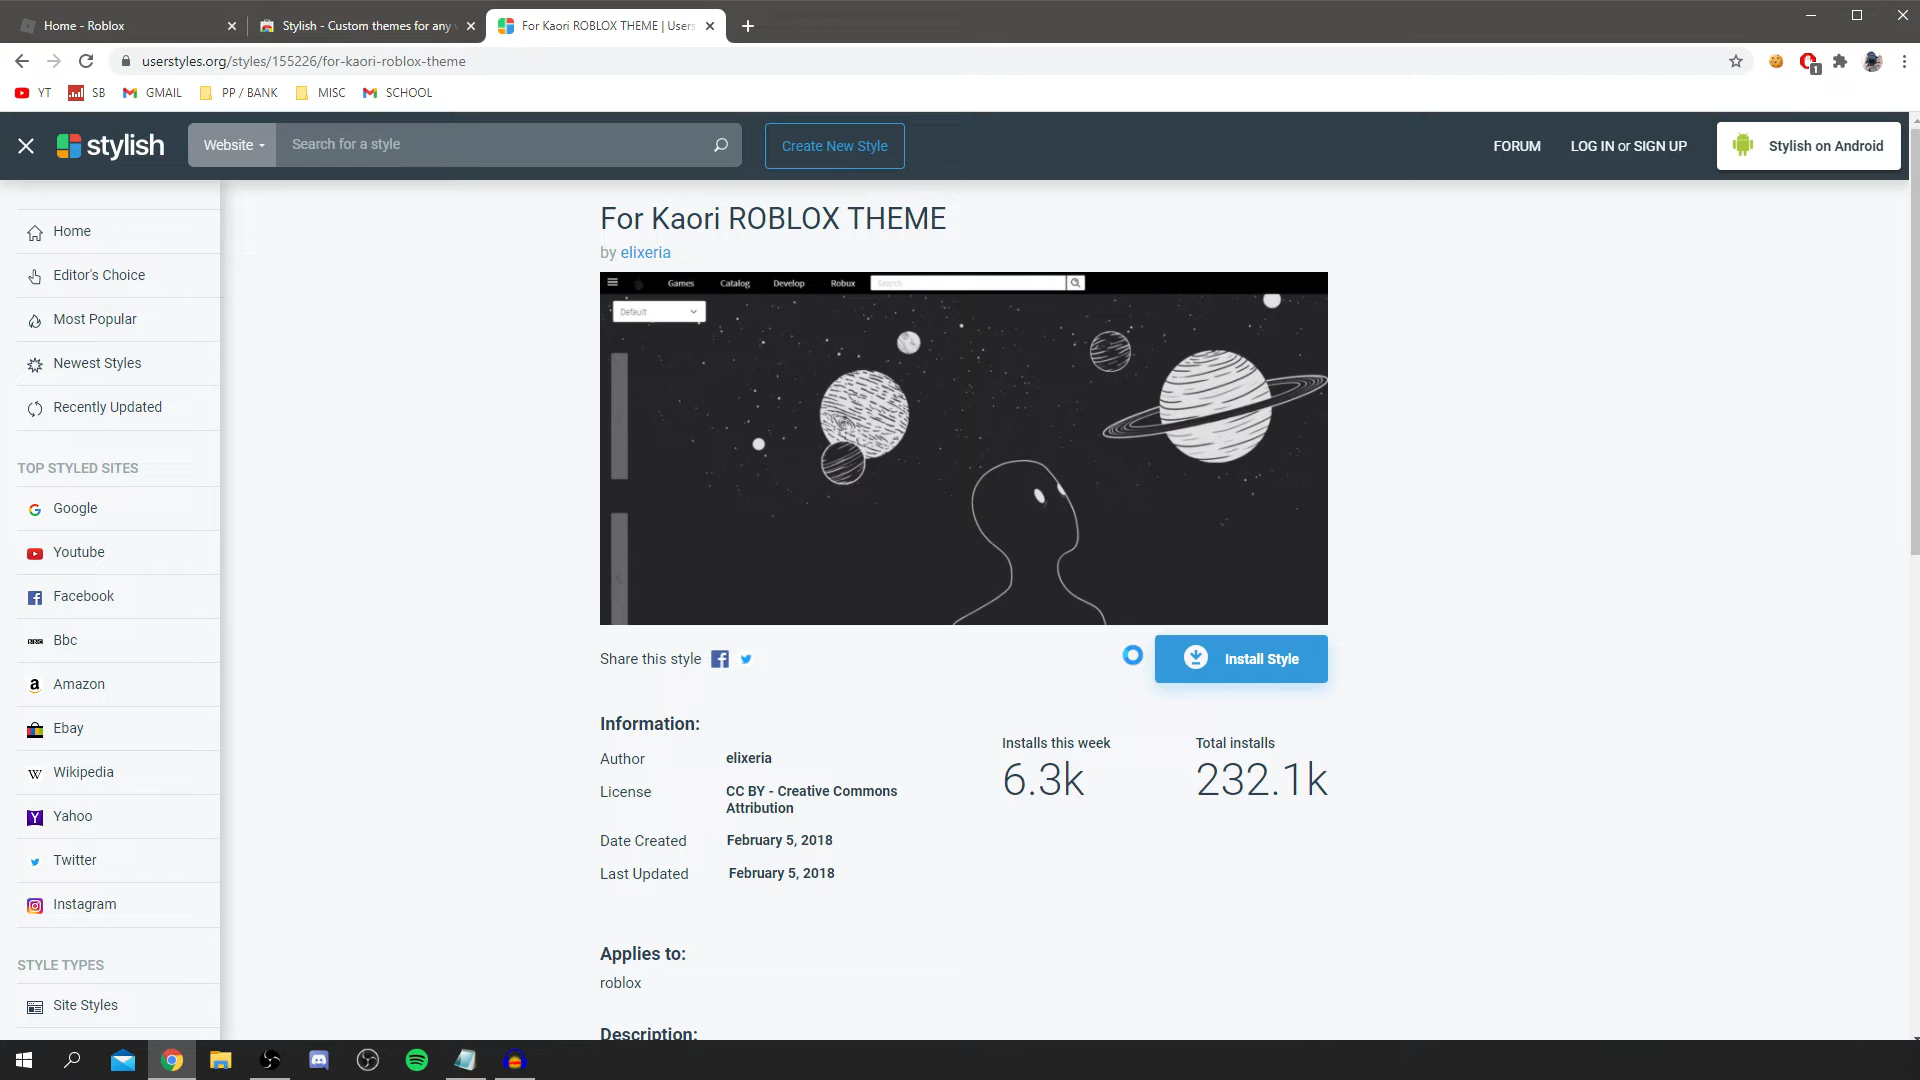 Home - Roblox
Stylish - Custom themes for any
For Kaori ROBLOX THEME | Users
userstyles.org/styles/155226/for-kaori-roblox-theme
1
YT
SB
GMAIL
PP / BANK
MISC
SCHOOL
stylish
Website
Search for a style
Create New Style
FORUM
LOG IN or SIGN UP
Stylish on Android
Home
Editor's Choice
Most Popular
Newest Styles
Recently Updated
TOP STYLED SITES
Google
Youtube
Facebook
BBC
Bbc
Amazon
Ebay
Wikipedia
Yahoo
Twitter
Instagram
STYLE TYPES
Site Styles
For Kaori ROBLOX THEME
by elixeria
Games
Catalog
Develop
Robux
Search
Default
Share this style
Install Style
Information:
Author
elixeria
License
CC BY - Creative Commons
Attribution
Date Created
February 5, 2018
Last Updated
February 5, 2018
Installs this week
6.3k
Total installs
232.1k
Applies to:
roblox
Description: